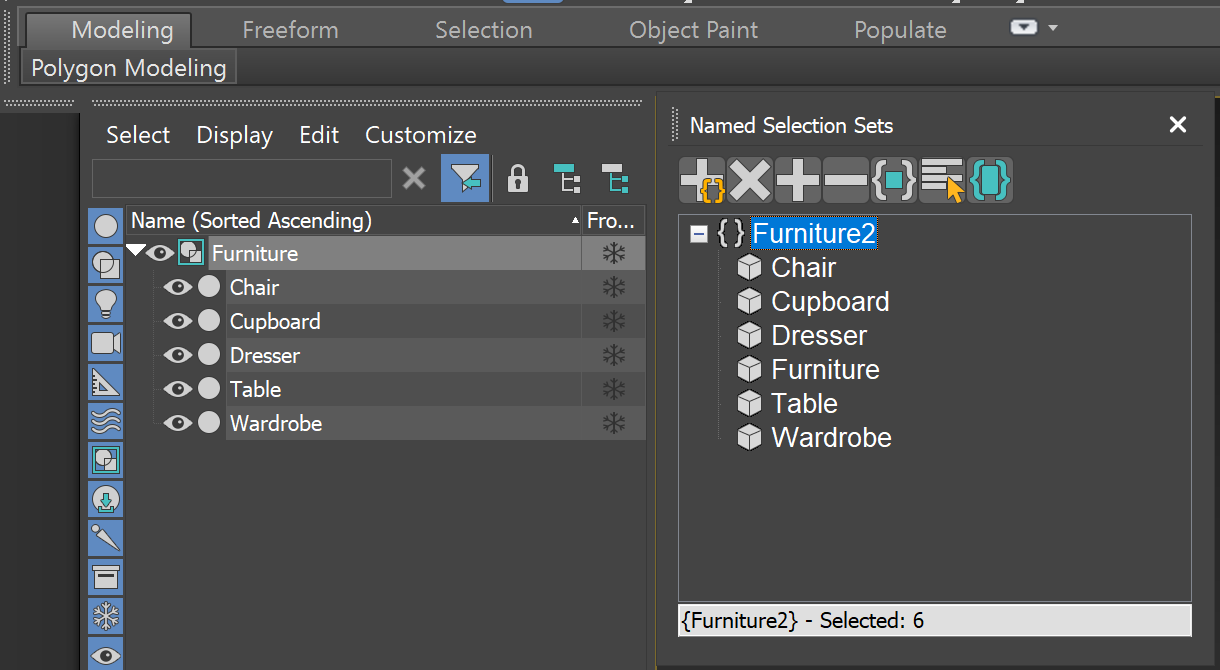 Modeling Freeform Selection Object Paint Populate
Polygon Modeling
Select Display Edit Customize
Name (Sorted Ascending) Fro...
Furniture
Chair
Cupboard
Dresser
Table
Wardrobe
Named Selection Sets
{} Furniture2
Chair
Cupboard
Dresser
Furniture
Table
Wardrobe
{Furniture2} - Selected: 6